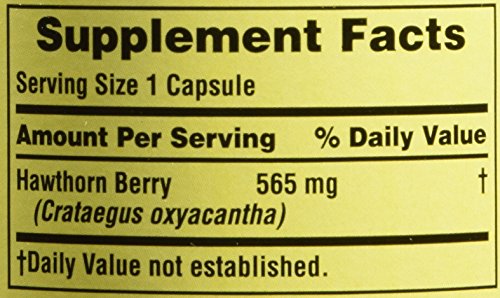 Supplement Facts
Serving Size 1 Capsule
Amount Per Serving % Daily Value
Hawthorn Berry 565 mg †
(Crataegus oxyacantha)
†Daily Value not established.